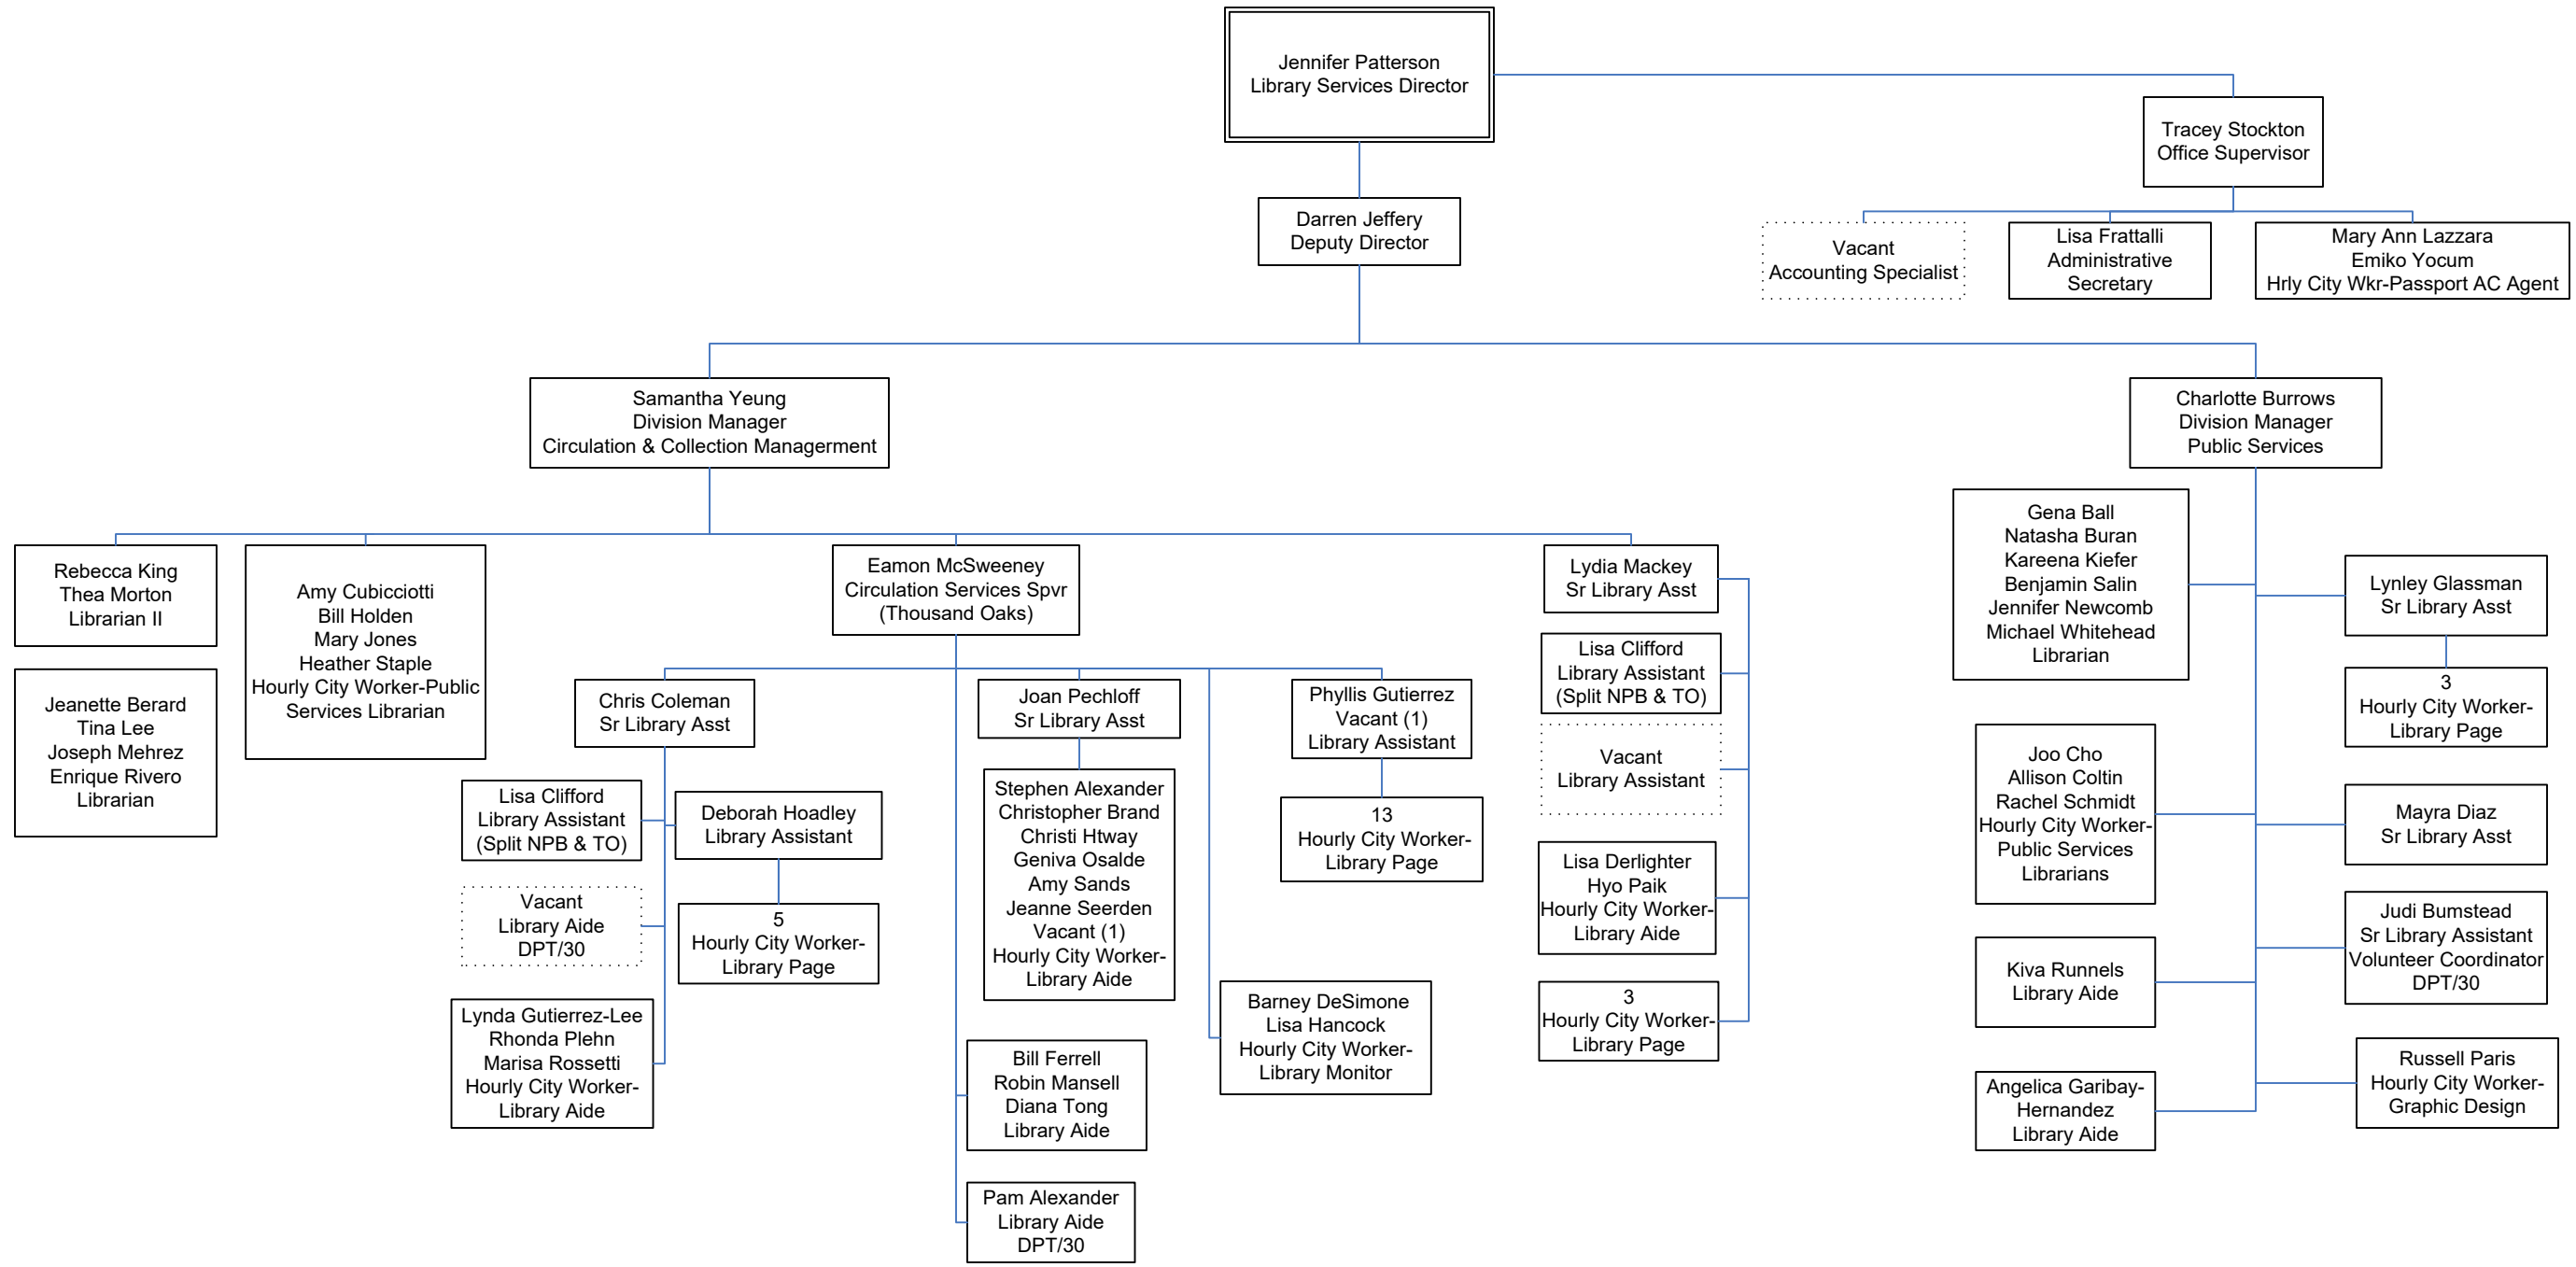 Jennifer Patterson
Library Services Director
Tracey Stockton
Office Supervisor
Darren Jeffery
Deputy Director
Vacant
Accounting Specialist
Lisa Frattalli
Administrative
Secretary
Mary Ann Lazzara
Emiko Yocum
Hrly City Wkr-Passport AC Agent
Samantha Yeung
Division Manager
Circulation & Collection Managerment
Charlotte Burrows
Division Manager
Public Services
Rebecca King
Thea Morton
Librarian II
Jeanette Berard
Tina Lee
Joseph Mehrez
Enrique Rivero
Librarian
Amy Cubicciotti
Bill Holden
Mary Jones
Heather Staple
Hourly City Worker-Public
Services Librarian
Eamon McSweeney
Circulation Services Spvr
(Thousand Oaks)
Chris Coleman
Sr Library Asst
Lisa Clifford
Library Assistant
(Split NPB & TO)
Deborah Hoadley
Library Assistant
Vacant
Library Aide
DPT/30
5
Hourly City Worker-
Library Page
Lynda Gutierrez-Lee
Rhonda Plehn
Marisa Rossetti
Hourly City Worker-
Library Aide
Joan Pechloff
Sr Library Asst
Stephen Alexander
Christopher Brand
Christi Htway
Geniva Osalde
Amy Sands
Jeanne Seerden
Vacant (1)
Hourly City Worker-
Library Aide
Bill Ferrell
Robin Mansell
Diana Tong
Library Aide
Pam Alexander
Library Aide
DPT/30
Phyllis Gutierrez
Vacant (1)
Library Assistant
13
Hourly City Worker-
Library Page
Barney DeSimone
Lisa Hancock
Hourly City Worker-
Library Monitor
Lydia Mackey
Sr Library Asst
Lisa Clifford
Library Assistant
(Split NPB & TO)
Vacant
Library Assistant
Lisa Derlighter
Hyo Paik
Hourly City Worker-
Library Aide
3
Hourly City Worker-
Library Page
Gena Ball
Natasha Buran
Kareena Kiefer
Benjamin Salin
Jennifer Newcomb
Michael Whitehead
Librarian
Joo Cho
Allison Coltin
Rachel Schmidt
Hourly City Worker-
Public Services
Librarians
Kiva Runnels
Library Aide
Angelica Garibay-
Hernandez
Library Aide
Lynley Glassman
Sr Library Asst
3
Hourly City Worker-
Library Page
Mayra Diaz
Sr Library Asst
Judi Bumstead
Sr Library Assistant
Volunteer Coordinator
DPT/30
Russell Paris
Hourly City Worker-
Graphic Design